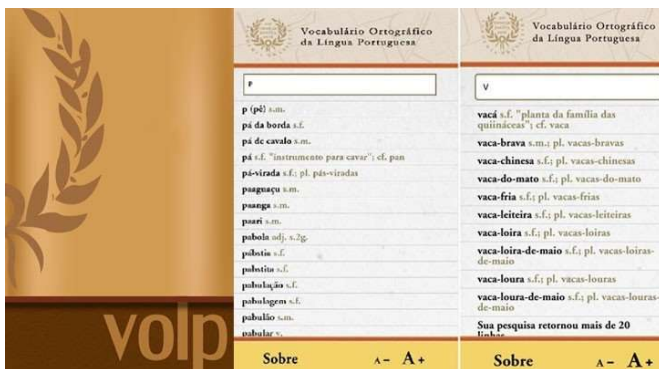 volp
Vocabulário Ortográfico
da Língua Portuguesa
P
p (pê) s.m.
pá da borda s.f.
pá de cavalo s.m.
pá s.f. "instrumento para cavar"; cf. pan
pá-virada s.f.; pl. pás-viradas
paaguaçu s.m.
paanga s.m.
paari s.m.
pabola adj. s.2g.
pábstia s.f.
pabstita s.f.
pabulação s.f.
pabulagem s.f.
pabulão s.m.
pabular v.
Sobre A- A+
Vocabulário Ortográfico
da Língua Portuguesa
V
vacá s.f. "planta da família das
quiináceas"; cf. vaca
vaca-brava s.m.; pl. vacas-bravas
vaca-chinesa s.f.; pl. vacas-chinesas
vaca-do-mato s.f.; pl. vacas-do-mato
vaca-fria s.f.; pl. vacas-frias
vaca-leiteira s.f.; pl. vacas-leiteiras
vaca-loira s.f.; pl. vacas-loiras
vaca-loira-de-maio s.f.; pl. vacas-loiras-
de-maio
vaca-loura s.f.; pl. vacas-louras
vaca-loura-de-maio s.f.; pl. vacas-louras-
de-maio
Sua pesquisa retornou mais de 20
linhas
Sobre A- A+